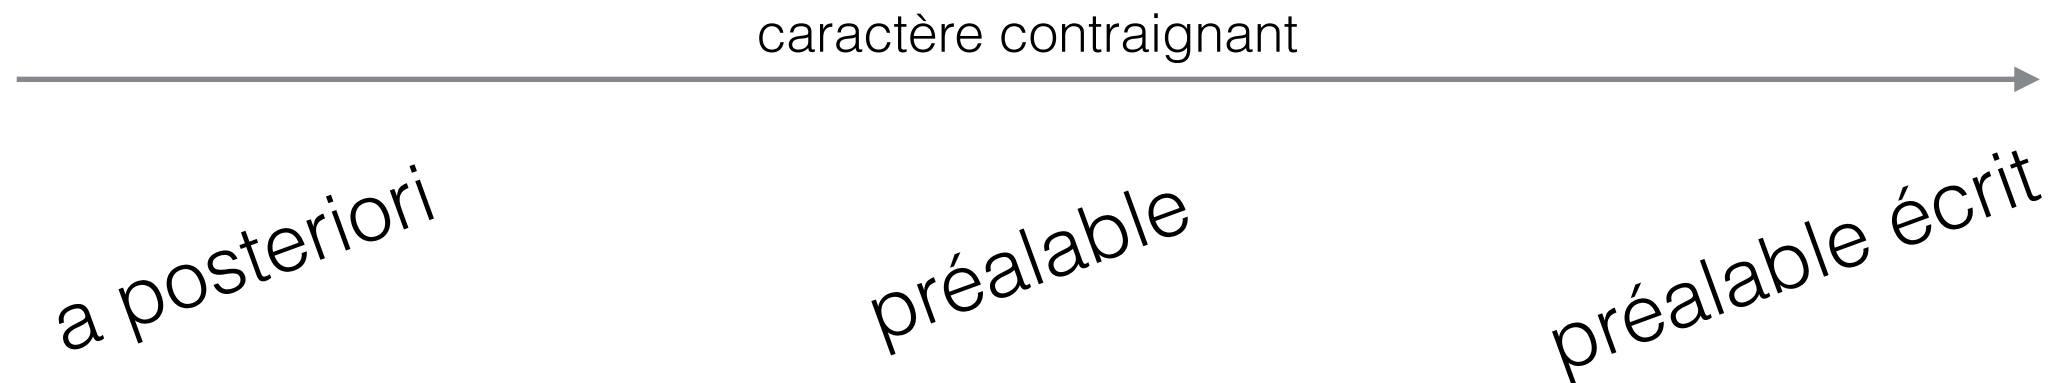 caractère contraignant
a posteriori
préalable
préalable écrit